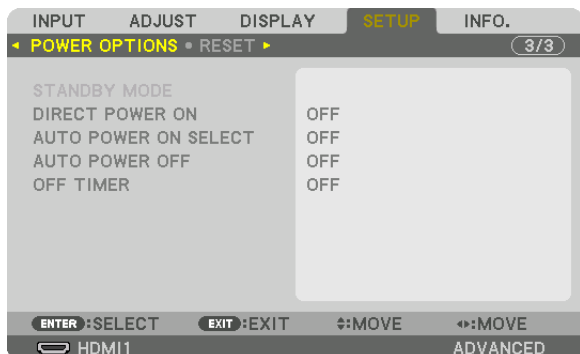 INPUT ADJUST DISPLAY SETUP INFO.
◂ POWER OPTIONS • RESET ▸ 3/3
STANDBY MODE
DIRECT POWER ON OFF
AUTO POWER ON SELECT OFF
AUTO POWER OFF OFF
OFF TIMER OFF
ENTER :SELECT EXIT :EXIT ♦:MOVE ◂▸:MOVE
HDMI1 ADVANCED